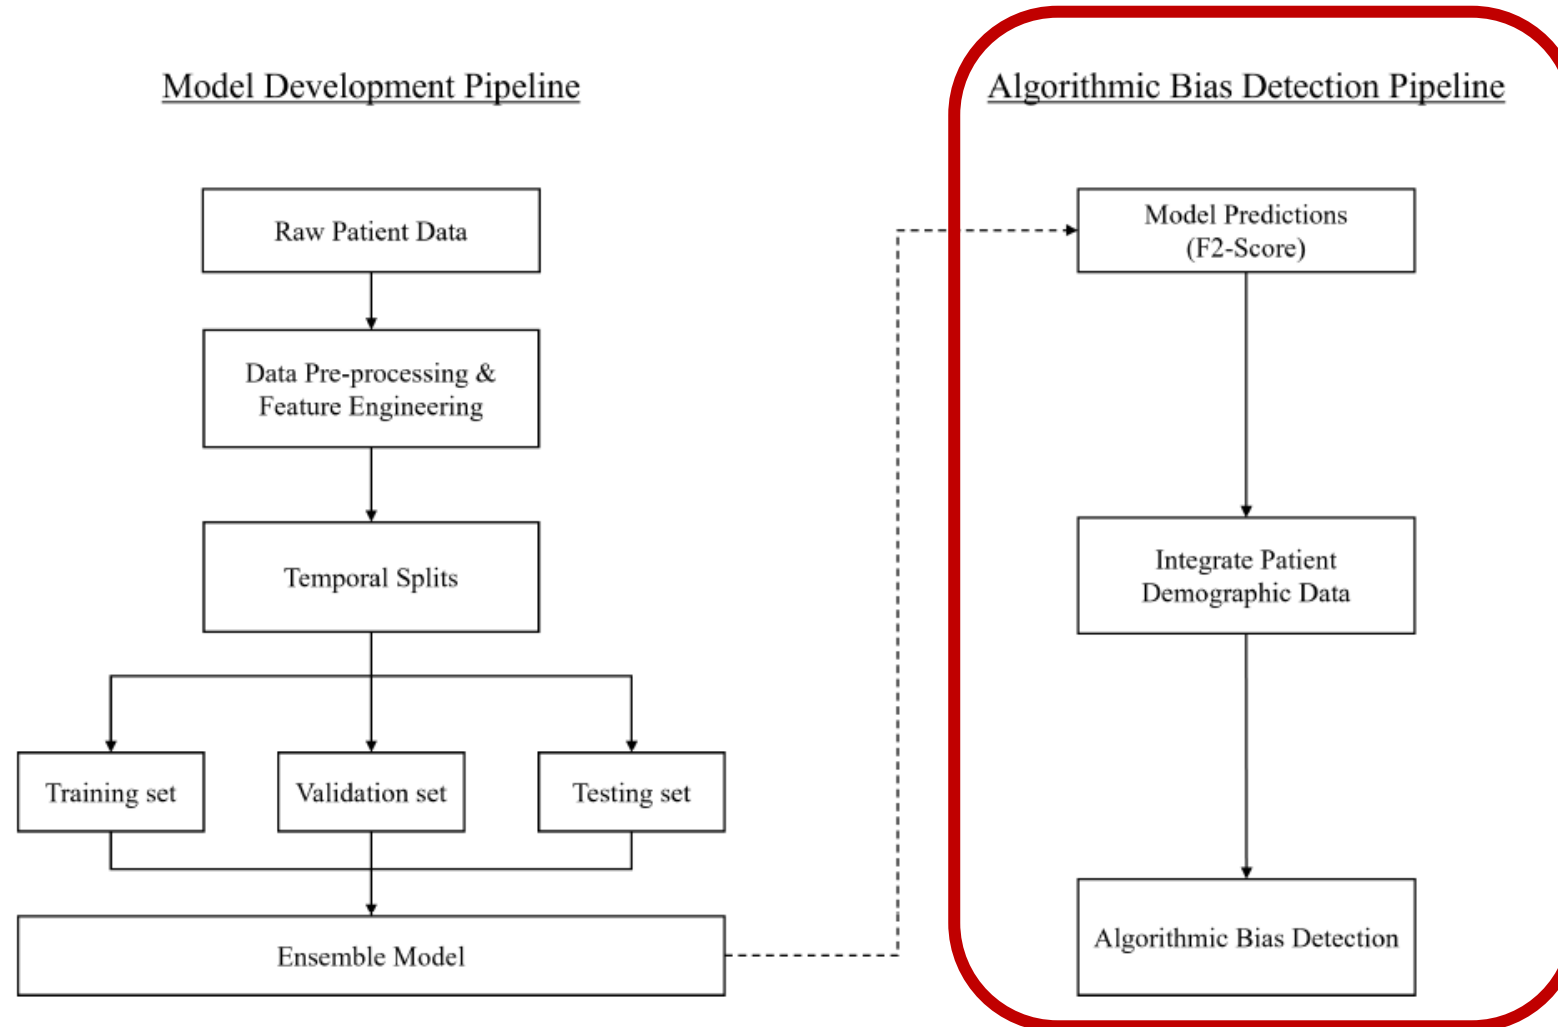 Model Development Pipeline
Raw Patient Data
Data Pre-processing &
Feature Engineering
Temporal Splits
Training set
Validation set
Testing set
Ensemble Model
Algorithmic Bias Detection Pipeline
Model Predictions
(F2-Score)
Integrate Patient
Demographic Data
Algorithmic Bias Detection